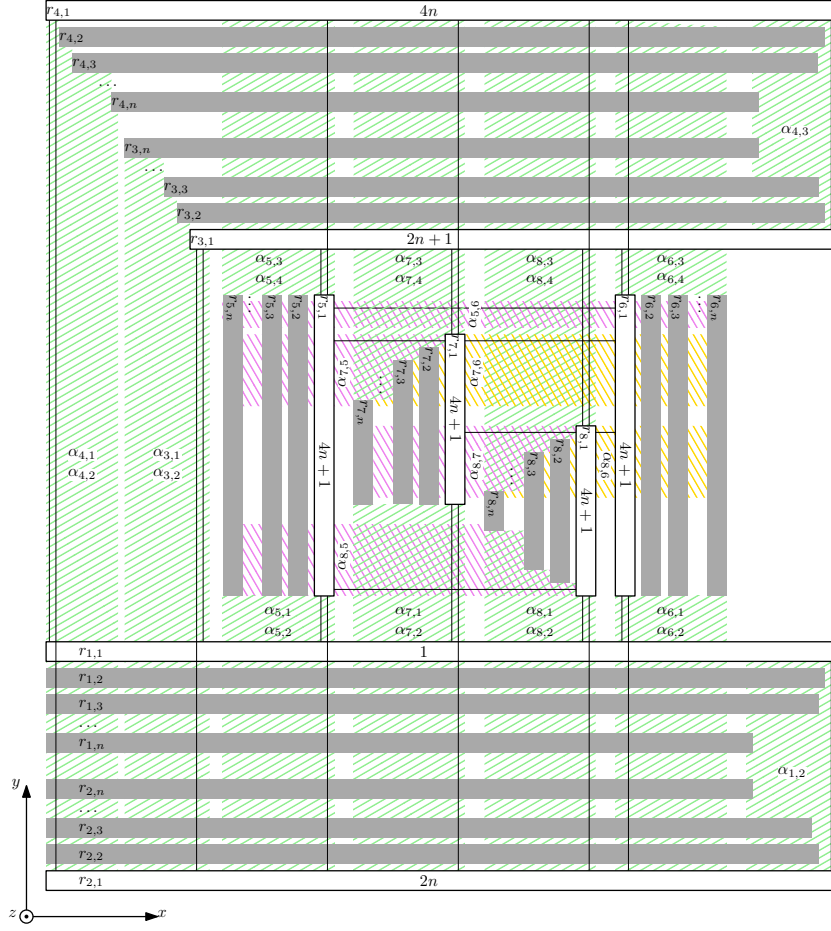 r4,1 4n
r4,2
r4,3
...
r4,n
α4,3
r3,n
...
r3,3
r3,2
r3,1 2n + 1
α5,3 α7,3 α8,3 α6,3
α5,4 α7,4 α8,4 α6,4
r5,n ... r5,3 r5,2 r5,1 α5,6 r6,1 r6,2 r6,3 ... r6,n
r7,1
r7,2
r7,3
...
r7,n
α7,5 α7,6
4n + 1
r8,1
r8,2
r8,3
...
r8,n
α8,7 α8,6
4n + 1 4n + 1 4n + 1
α4,1 α3,1
α4,2 α3,2
α8,5
α5,1 α7,1 α8,1 α6,1
α5,2 α7,2 α8,2 α6,2
r1,1 1
r1,2
r1,3
...
r1,n
α1,2
r2,n
...
r2,3
r2,2
r2,1 2n
y
z x